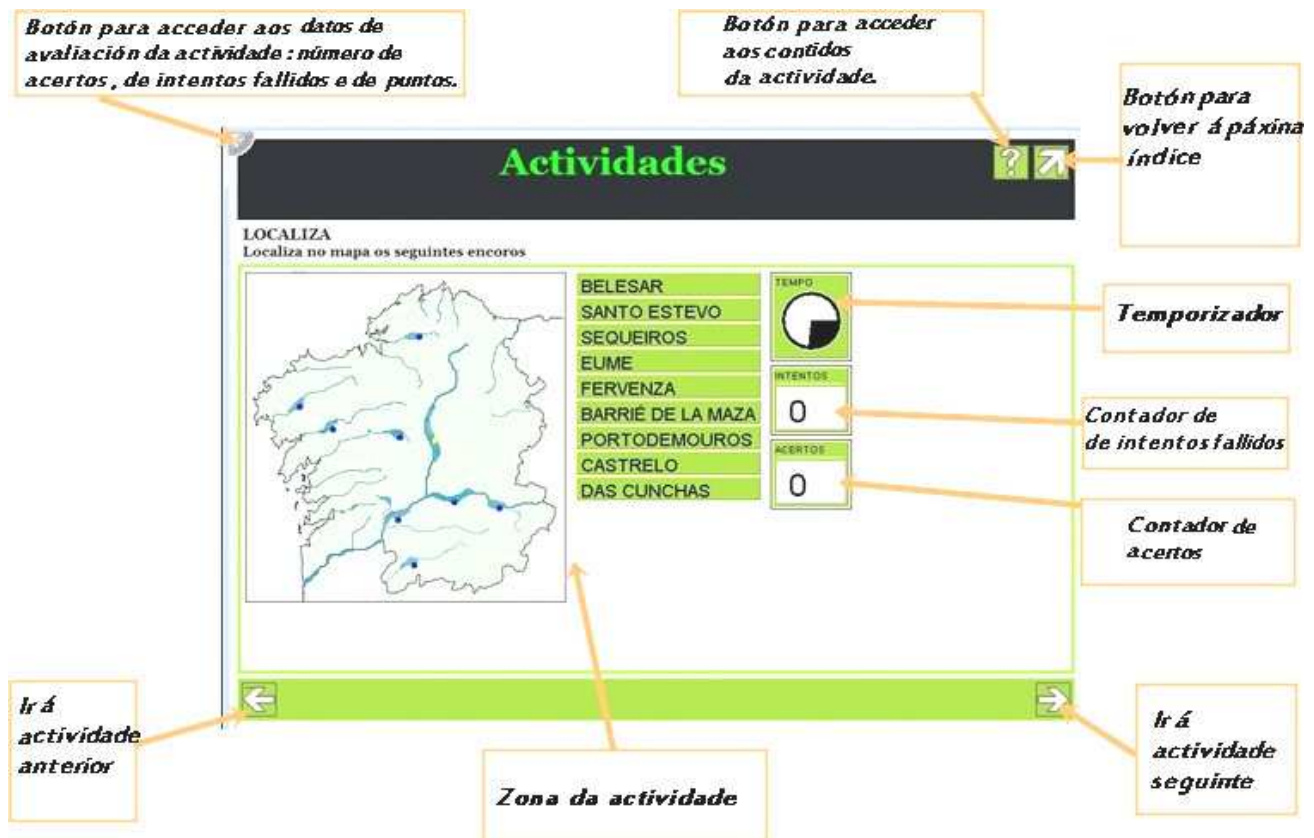 Botón para acceder aos datos de
avaliación da actividade : número de
acertos , de intentos fallidos e de puntos.
Botón para acceder
aos contidos
da actividade.
Botón para
volver á páxina
índice
Actividades
?
LOCALIZA
Localiza no mapa os seguintes encoros
BELESAR
SANTO ESTEVO
SEQUEIROS
EUME
FERVENZA
BARRIÉ DE LA MAZA
PORTODEMOUROS
CASTRELO
DAS CUNCHAS
TEMPO
INTENTOS
0
ACERTOS
0
Temporizador
Contador de
de intentos fallidos
Contador de
acertos
Ir á
actividade
anterior
Zona da actividade
Ir á
actividade
seguinte